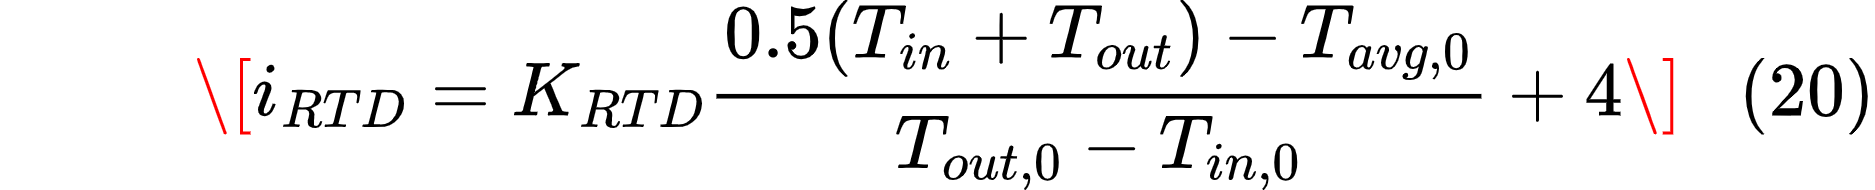 \[i_{RTD} = K_{RTD} \frac{0.5(T_{in} + T_{out}) - T_{avg,0}}{T_{out,0} - T_{in,0}} + 4\] (20)